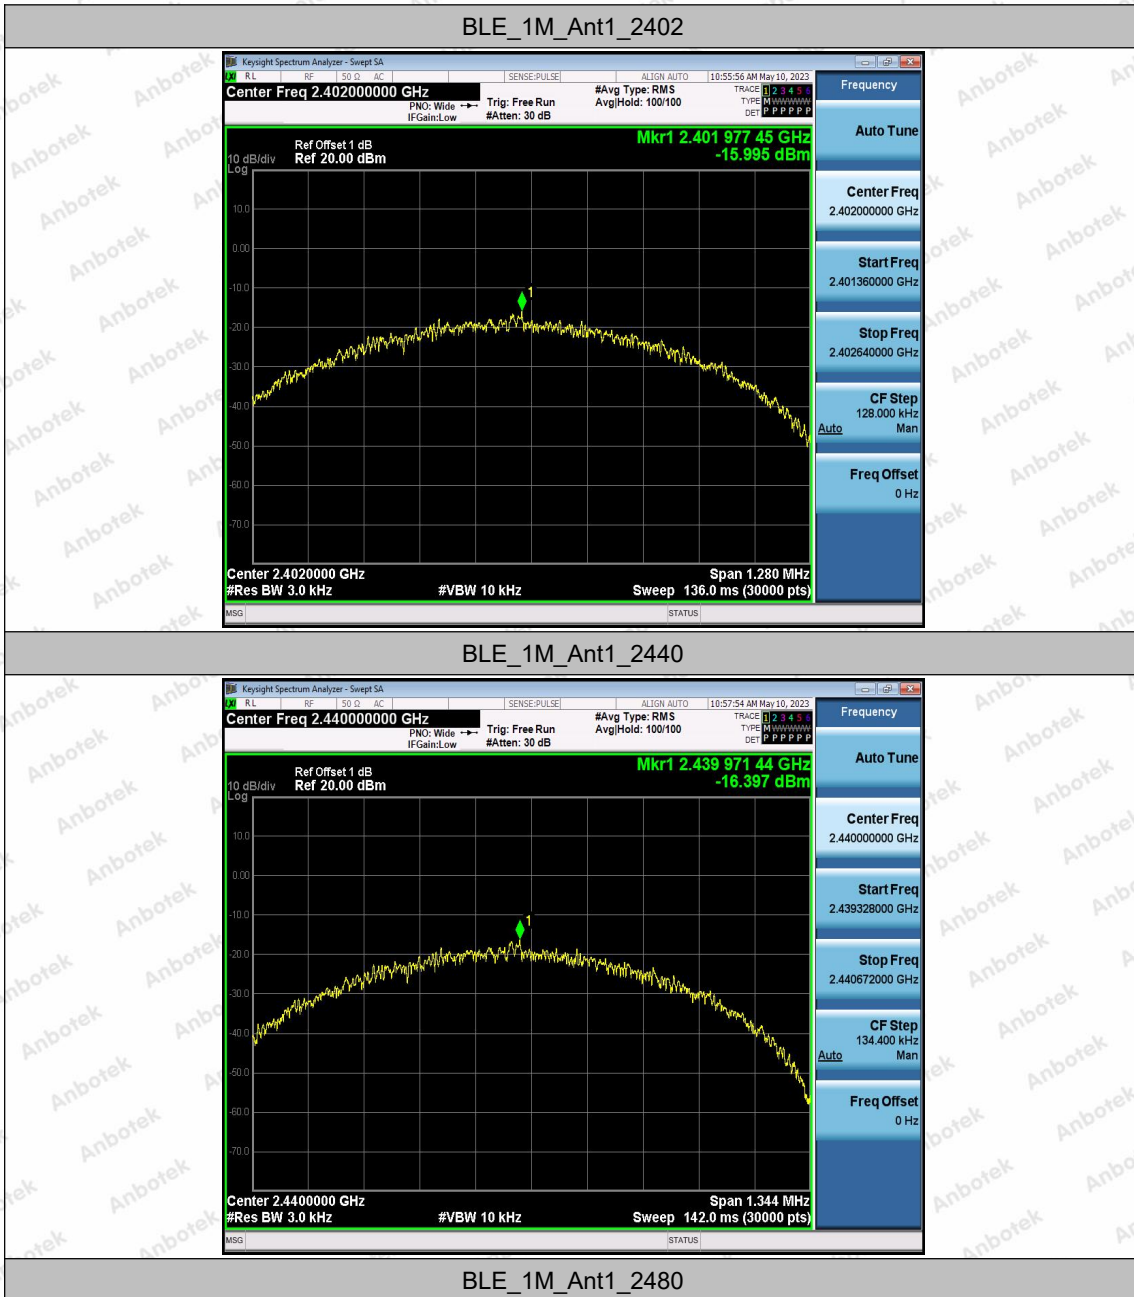 BLE_1M_Ant1_2402
Keysight Spectrum Analyzer - Swept SA
LXI RL RF 50 Ω AC SENSE:PULSE ALIGN AUTO 10:55:56 AM May 10, 2023
Center Freq 2.402000000 GHz
PNO: Wide
IFGain:Low
Trig: Free Run
#Atten: 30 dB
#Avg Type: RMS
Avg|Hold: 100/100
TRACE 1 2 3 4 5 6
TYPE M W W W W W
DET P P P P P P
Frequency
Mkr1 2.401 977 45 GHz
-15.995 dBm
Ref Offset 1 dB
10 dB/div Ref 20.00 dBm
Log
10.0
0.00
-10.0
-20.0
-30.0
-40.0
-50.0
-60.0
-70.0
1
Auto Tune
Center Freq
2.402000000 GHz
Start Freq
2.401360000 GHz
Stop Freq
2.402640000 GHz
CF Step
128.000 kHz
Auto Man
Freq Offset
0 Hz
Center 2.4020000 GHz Span 1.280 MHz
#Res BW 3.0 kHz #VBW 10 kHz Sweep 136.0 ms (30000 pts)
MSG STATUS
BLE_1M_Ant1_2440
Keysight Spectrum Analyzer - Swept SA
LXI RL RF 50 Ω AC SENSE:PULSE ALIGN AUTO 10:57:54 AM May 10, 2023
Center Freq 2.440000000 GHz
PNO: Wide
IFGain:Low
Trig: Free Run
#Atten: 30 dB
#Avg Type: RMS
Avg|Hold: 100/100
TRACE 1 2 3 4 5 6
TYPE M W W W W W
DET P P P P P P
Frequency
Mkr1 2.439 971 44 GHz
-16.397 dBm
Ref Offset 1 dB
10 dB/div Ref 20.00 dBm
Log
10.0
0.00
-10.0
-20.0
-30.0
-40.0
-50.0
-60.0
-70.0
1
Auto Tune
Center Freq
2.440000000 GHz
Start Freq
2.439328000 GHz
Stop Freq
2.440672000 GHz
CF Step
134.400 kHz
Auto Man
Freq Offset
0 Hz
Center 2.4400000 GHz Span 1.344 MHz
#Res BW 3.0 kHz #VBW 10 kHz Sweep 142.0 ms (30000 pts)
MSG STATUS
BLE_1M_Ant1_2480
Anbotek